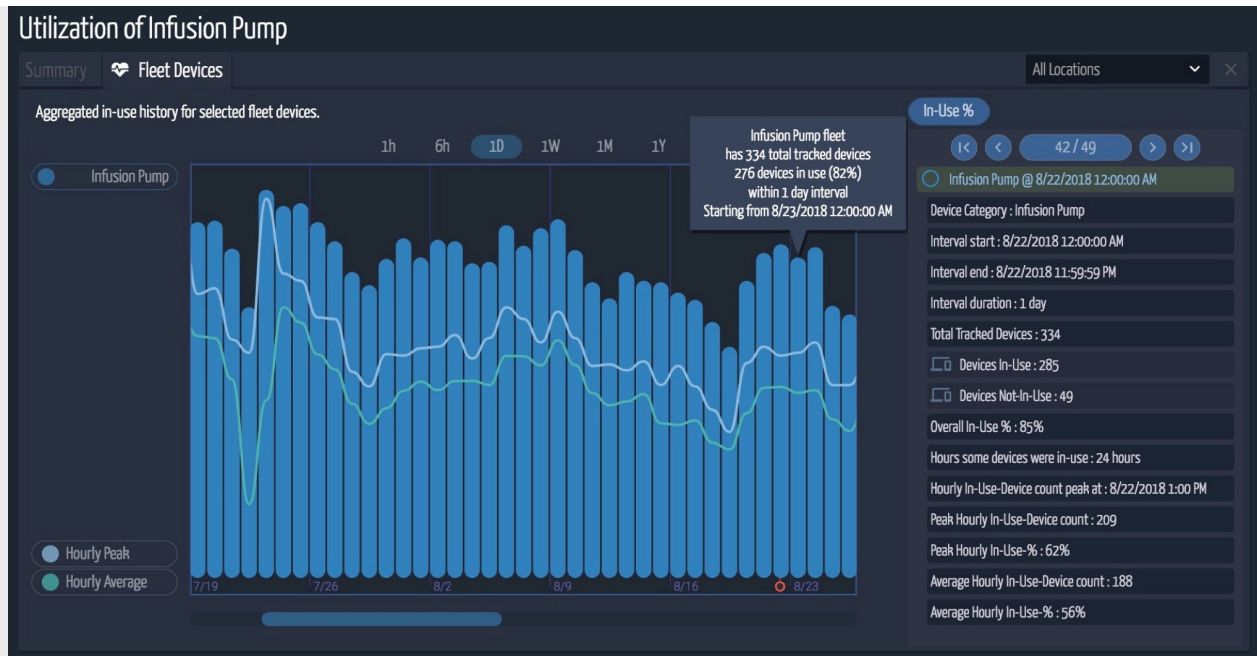 Utilization of Infusion Pump
Summary
Fleet Devices
All Locations
Aggregated in-use history for selected fleet devices.
1h 6h 1D 1W 1M 1Y
Infusion Pump
Infusion Pump fleet
has 334 total tracked devices
276 devices in use (82%)
within 1 day interval
Starting from 8/23/2018 12:00:00 AM
Hourly Peak
Hourly Average
7/19 7/26 8/2 8/9 8/16 8/23
In-Use %
42 / 49
Infusion Pump @ 8/22/2018 12:00:00 AM
Device Category : Infusion Pump
Interval start : 8/22/2018 12:00:00 AM
Interval end : 8/22/2018 11:59:59 PM
Interval duration : 1 day
Total Tracked Devices : 334
Devices In-Use : 285
Devices Not-In-Use : 49
Overall In-Use % : 85%
Hours some devices were in-use : 24 hours
Hourly In-Use-Device count peak at : 8/22/2018 1:00 PM
Peak Hourly In-Use-Device count : 209
Peak Hourly In-Use-% : 62%
Average Hourly In-Use-Device count : 188
Average Hourly In-Use-% : 56%